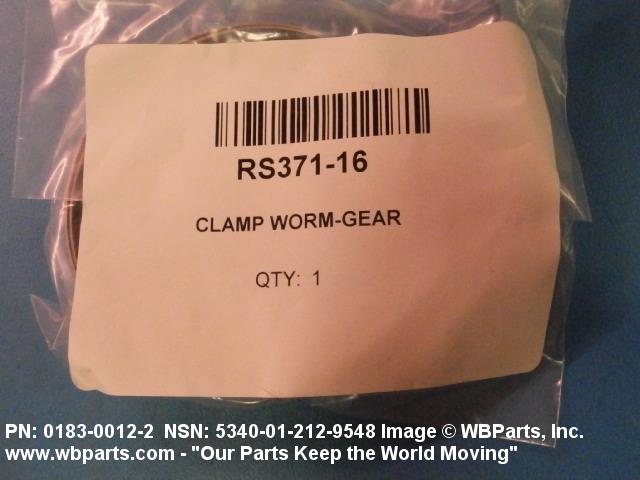 RS371-16
CLAMP WORM-GEAR
QTY: 1
PN: 0183-0012-2 NSN: 5340-01-212-9548 Image © WBParts, Inc.
www.wbparts.com - "Our Parts Keep the World Moving"